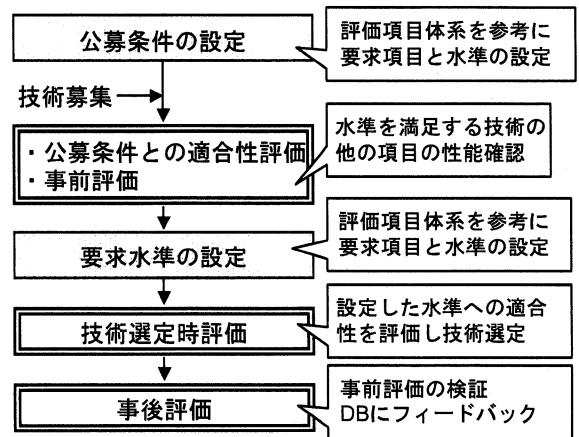 公募条件の設定
評価項目体系を参考に
要求項目と水準の設定
技術募集
・公募条件との適合性評価
・事前評価
水準を満足する技術の
他の項目の性能確認
要求水準の設定
評価項目体系を参考に
要求項目と水準の設定
技術選定時評価
設定した水準への適合
性を評価し技術選定
事後評価
事前評価の検証
DBにフィードバック